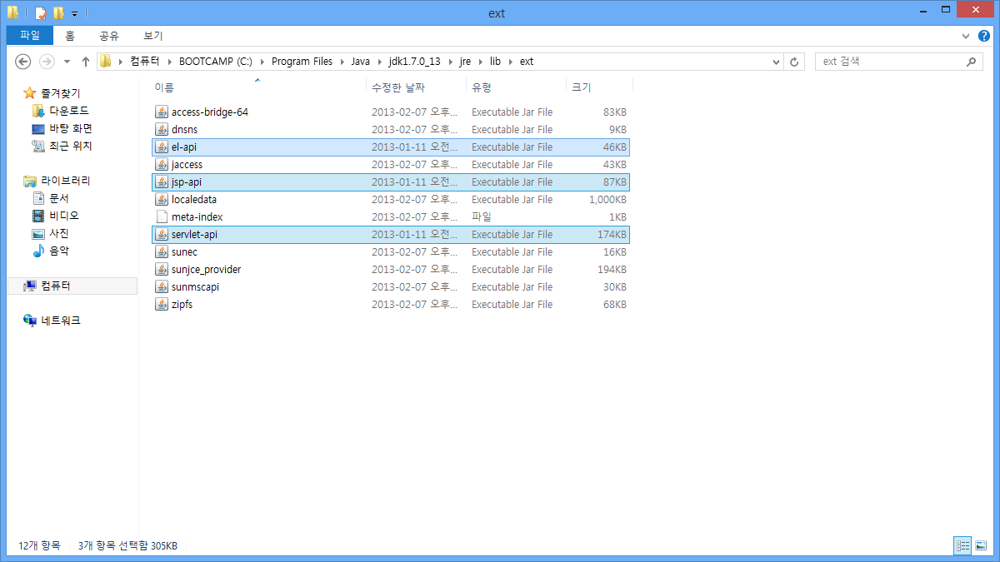 ext
파일 홈 공유 보기
컴퓨터 BOOTCAMP (C:) Program Files Java jdk1.7.0_13 jre lib ext
ext 검색
즐겨찾기
다운로드
바탕 화면
최근 위치
라이브러리
문서
비디오
사진
음악
컴퓨터
네트워크
이름 수정한 날짜 유형 크기
access-bridge-64 2013-02-07 오후... Executable Jar File 83KB
dnsns 2013-02-07 오후... Executable Jar File 9KB
el-api 2013-01-11 오전... Executable Jar File 46KB
jaccess 2013-02-07 오후... Executable Jar File 43KB
jsp-api 2013-01-11 오전... Executable Jar File 87KB
localedata 2013-02-07 오후... Executable Jar File 1,000KB
meta-index 2013-02-07 오후... 파일 1KB
servlet-api 2013-01-11 오전... Executable Jar File 174KB
sunec 2013-02-07 오후... Executable Jar File 16KB
sunjce_provider 2013-02-07 오후... Executable Jar File 194KB
sunmscapi 2013-02-07 오후... Executable Jar File 30KB
zipfs 2013-02-07 오후... Executable Jar File 68KB
12개 항목 3개 항목 선택함 305KB